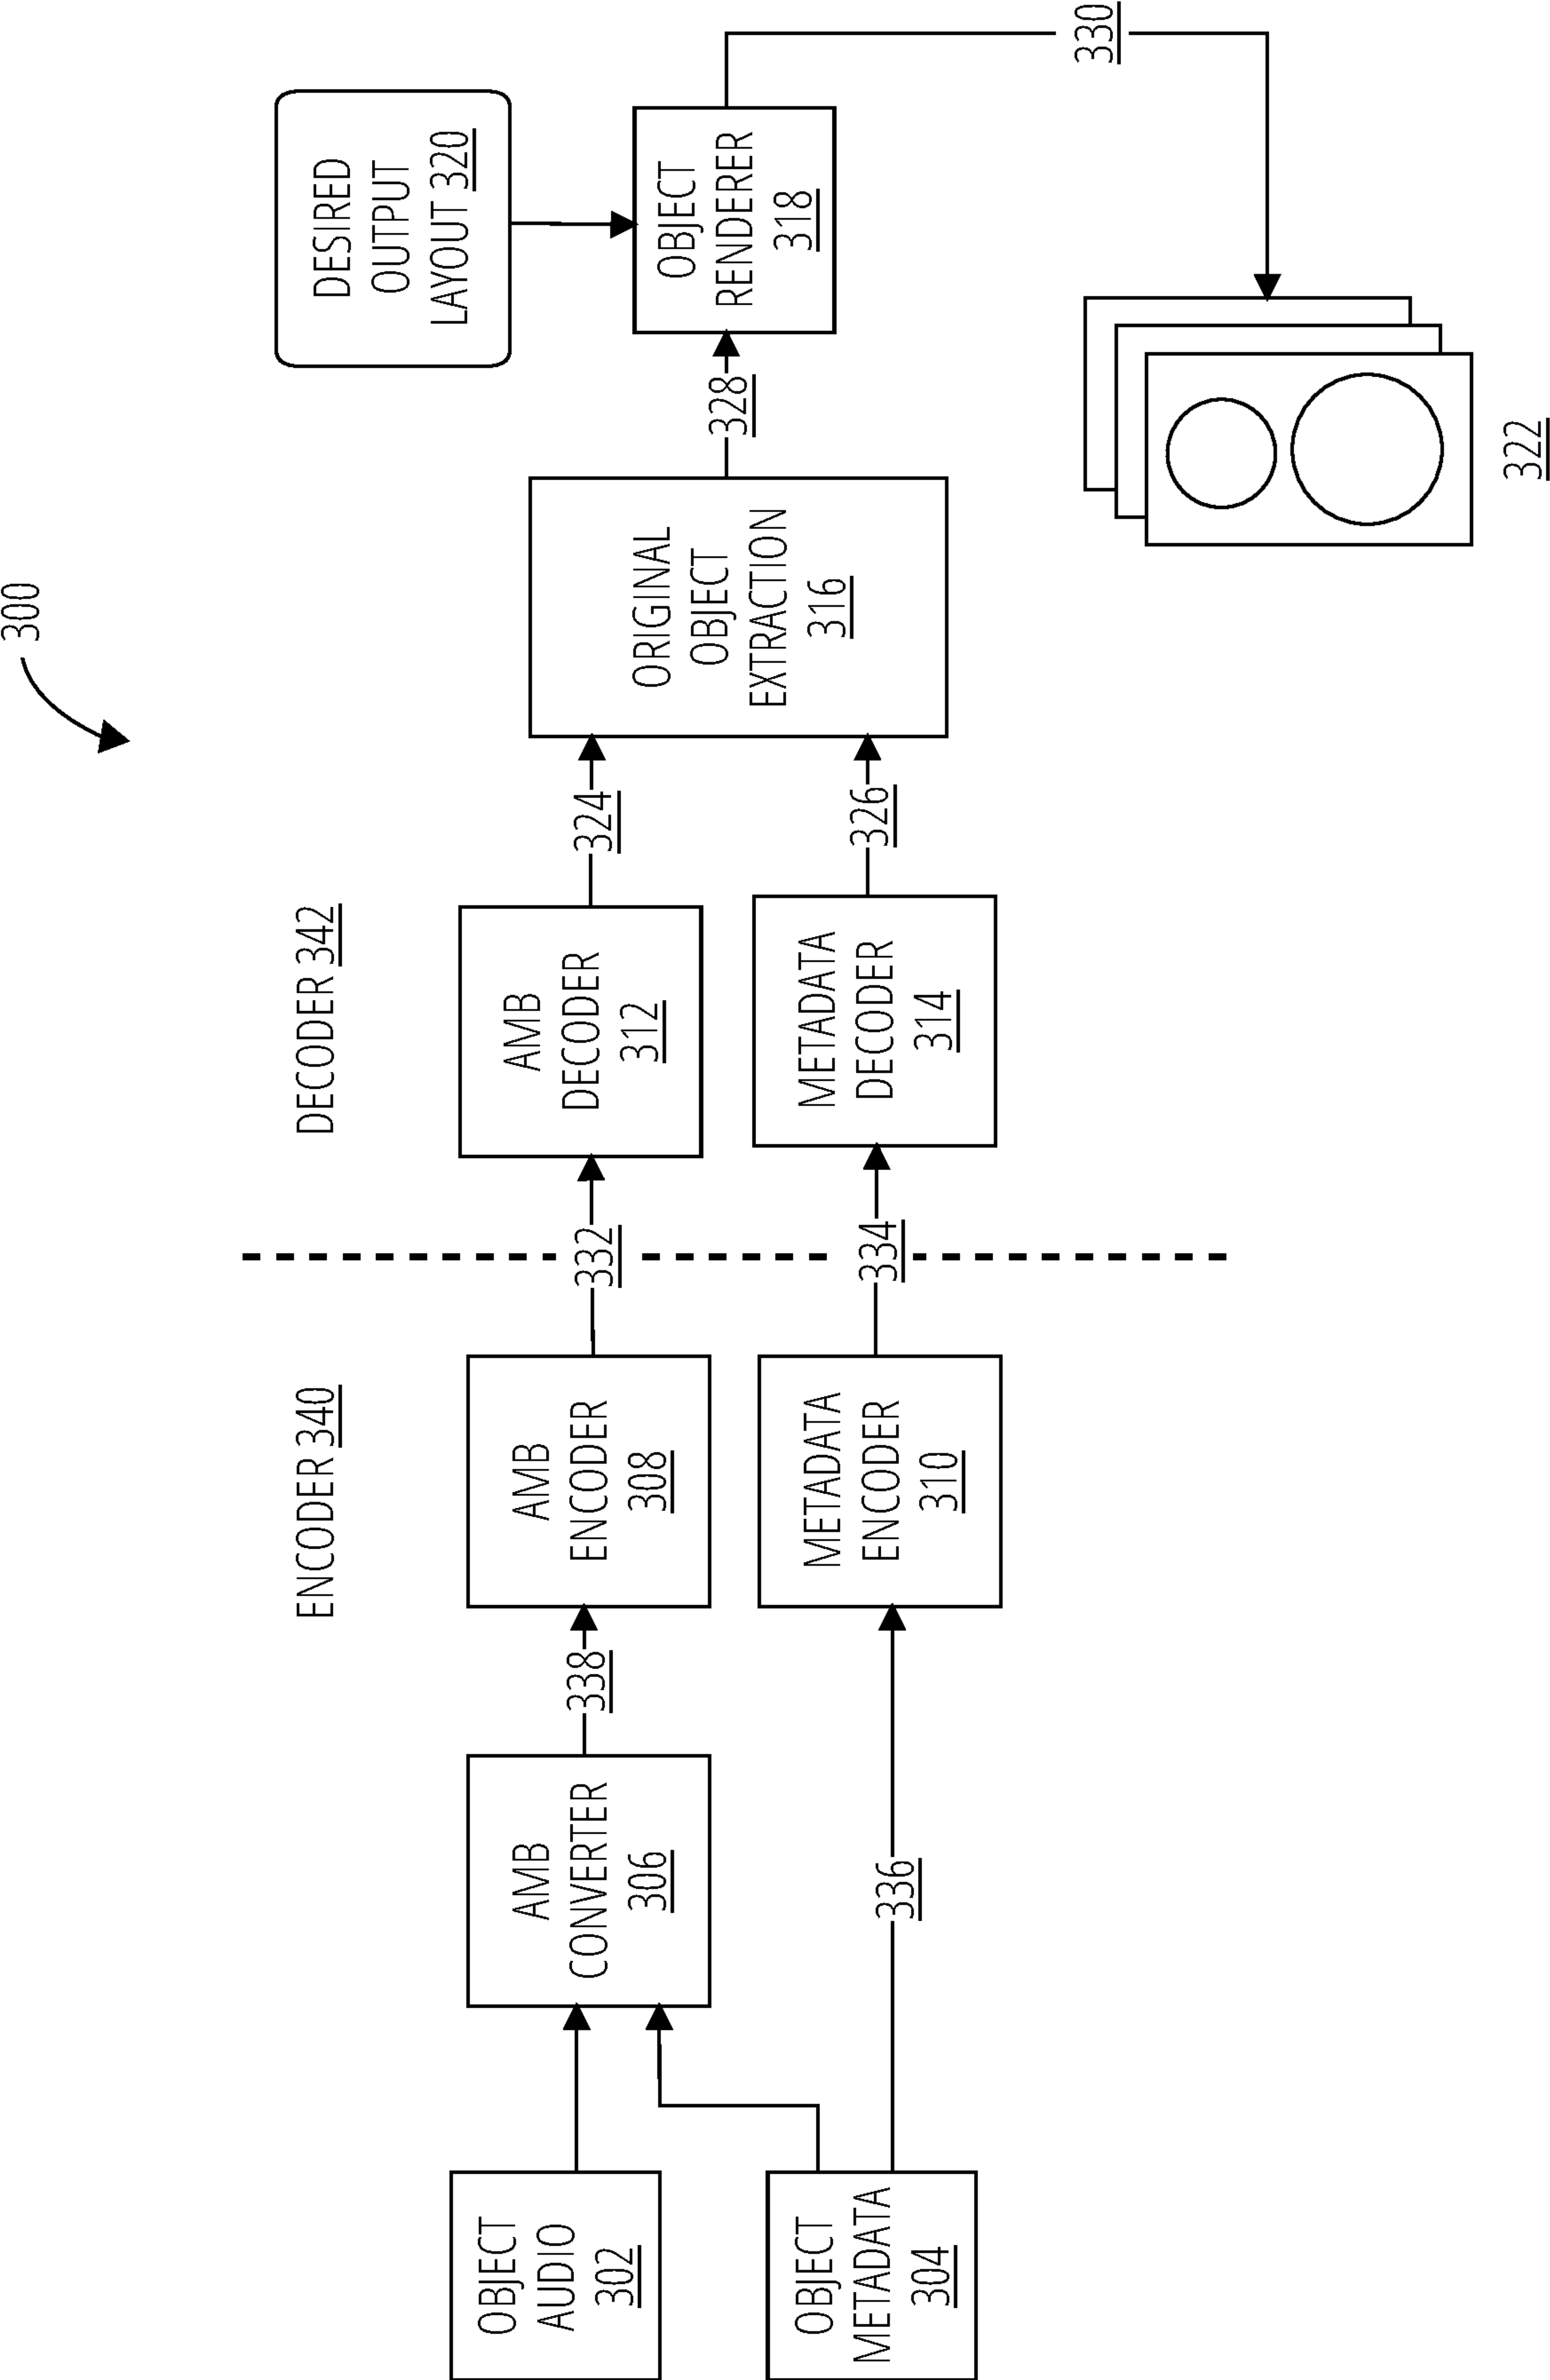 300
ENCODER 340
DECODER 342
OBJECT
AUDIO
302
OBJECT
METADATA
304
AMB
CONVERTER
306
336
338
AMB
ENCODER
308
METADATA
ENCODER
310
332
334
AMB
DECODER
312
METADATA
DECODER
314
324
326
ORIGINAL
OBJECT
EXTRACTION
316
328
DESIRED
OUTPUT
LAYOUT 320
OBJECT
RENDERER
318
330
322